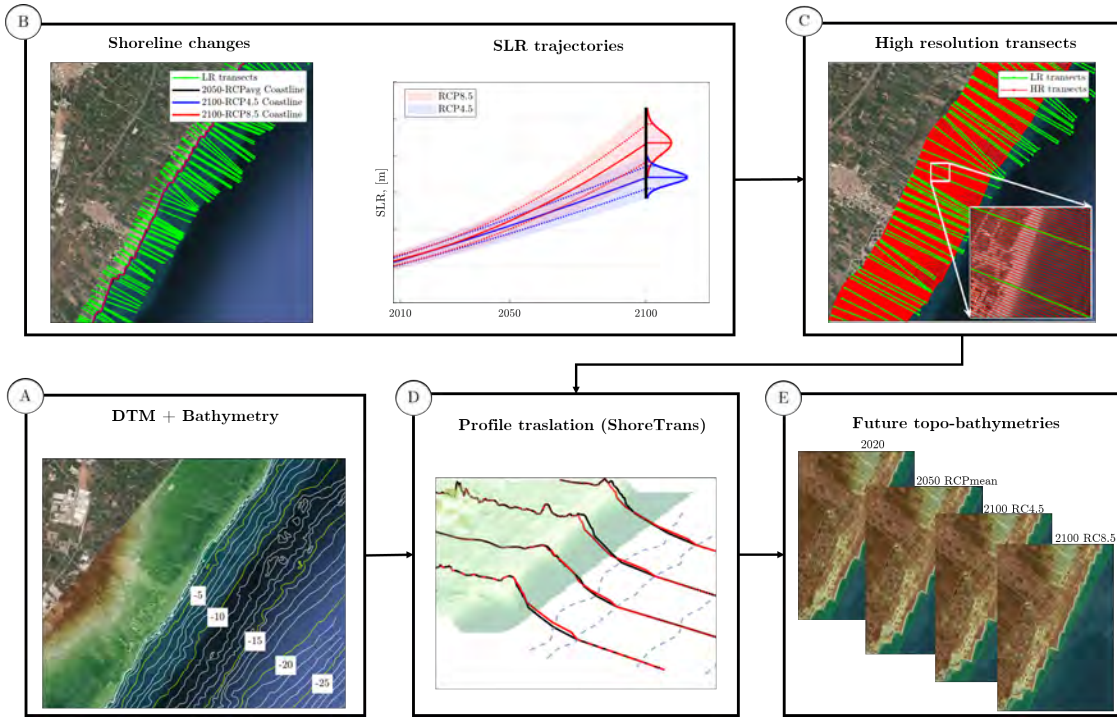 B
Shoreline changes
LR transects
2050-RCPavg Coastline
2100-RCP4.5 Coastline
2100-RCP8.5 Coastline
SLR trajectories
RCP8.5
RCP4.5
SLR, [m]
2010
2050
2100
C
High resolution transects
LR transects
HR transects
A
DTM + Bathymetry
-5
-10
-15
-20
-25
D
Profile traslation (ShoreTrans)
E
Future topo-bathymetries
2020
2050 RCPmean
2100 RC4.5
2100 RC8.5